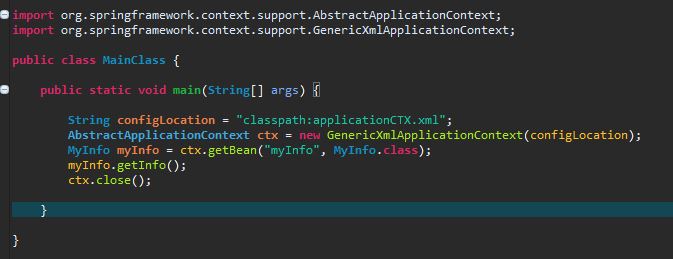 import org.springframework.context.support.AbstractApplicationContext;
import org.springframework.context.support.GenericXmlApplicationContext;
public class MainClass {
public static void main(String[] args) {
String configLocation = "classpath:applicationCTX.xml";
AbstractApplicationContext ctx = new GenericXmlApplicationContext(configLocation);
MyInfo myInfo = ctx.getBean("myInfo", MyInfo.class);
myInfo.getInfo();
ctx.close();
}
}